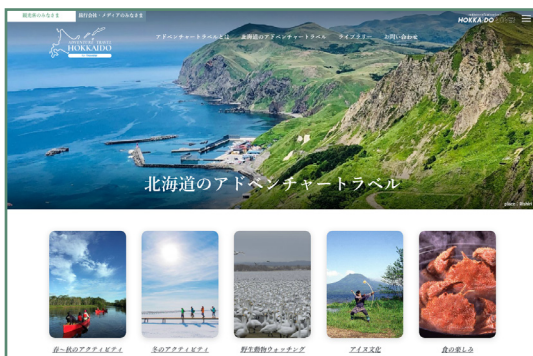 観光客のみなさま
旅行会社・メディアのみなさま
ADVENTURE TRAVEL
HOKKAIDO
アドベンチャートラベルとは
北海道のアドベンチャートラベル
ライブラリー
お問い合わせ
HOKKAIDO LOVE!
北海道のアドベンチャートラベル
春〜秋のアクティビティ
冬のアクティビティ
野生動物ウォッチング
アイヌ文化
食の楽しみ